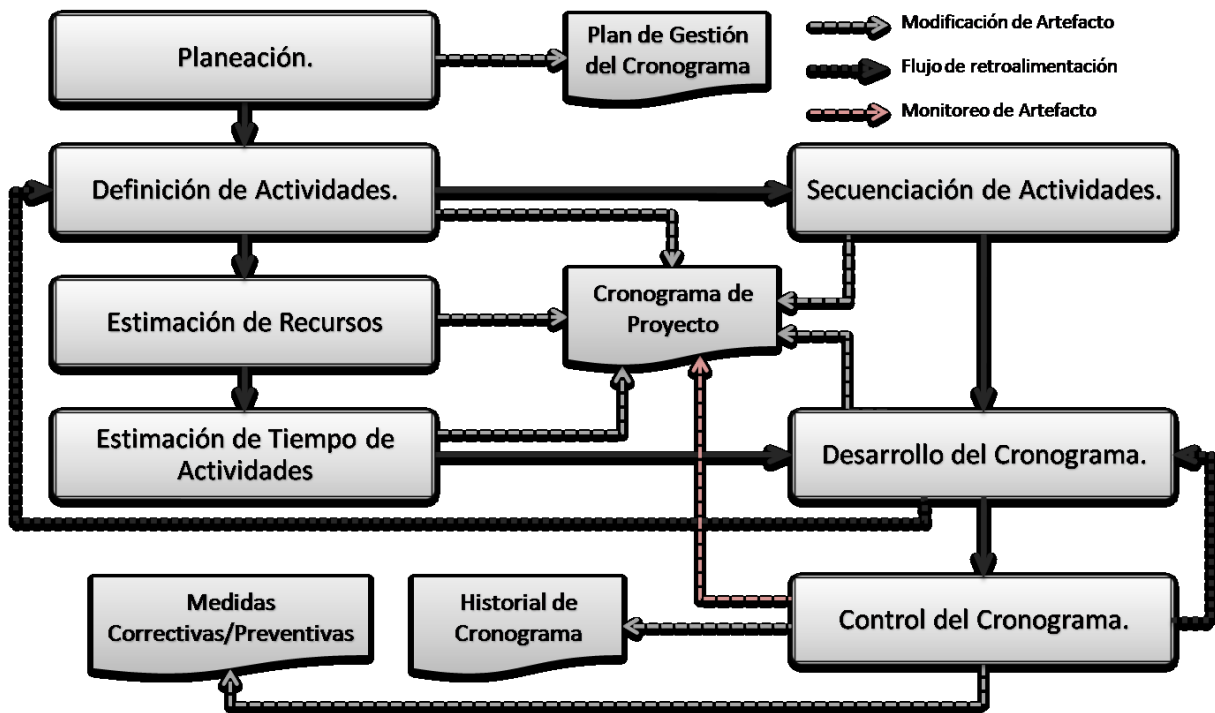 Planeación.
Plan de Gestión
del Cronograma
Modificación de Artefacto
Flujo de retroalimentación
Monitoreo de Artefacto
Definición de Actividades.
Secuenciación de Actividades.
Cronograma de
Proyecto
Estimación de Recursos
Estimación de Tiempo de
Actividades
Desarrollo del Cronograma.
Medidas
Correctivas/Preventivas
Historial de
Cronograma
Control del Cronograma.